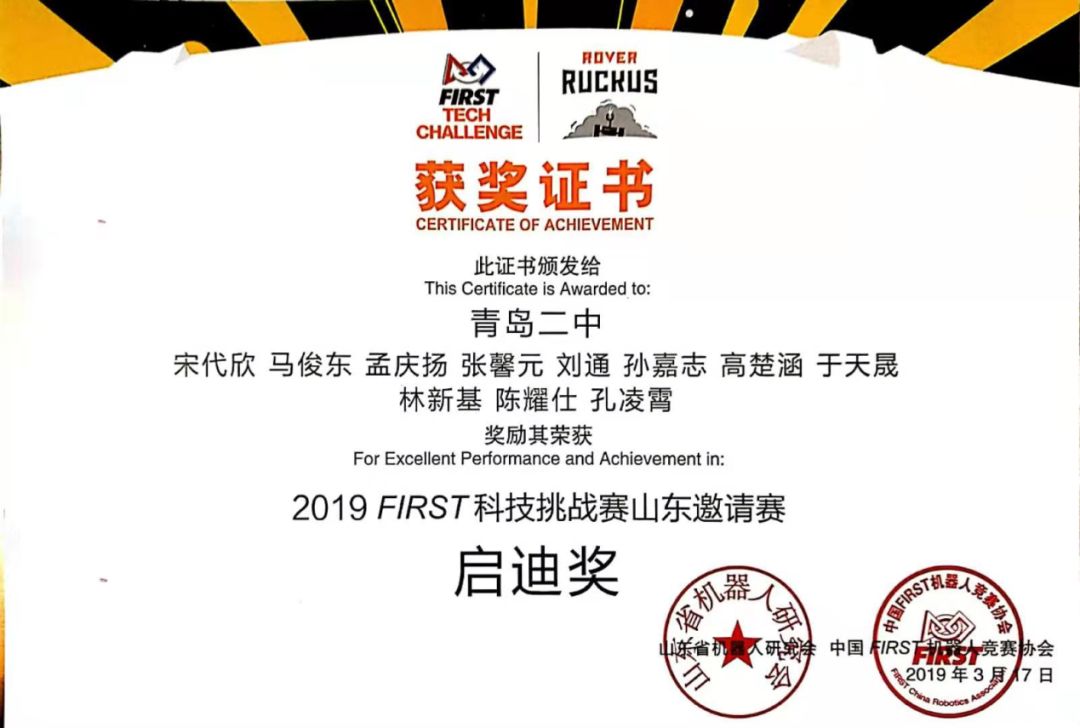 FIRST
TECH
CHALLENGE
ROVER
RUCKUS
获奖证书
CERTIFICATE OF ACHIEVEMENT
此证书颁发给
This Certificate is Awarded to:
青岛二中
宋代欣 马俊东 孟庆扬 张馨元 刘通 孙嘉志 高楚涵 于天晟
林新基 陈耀仕 孔凌霄
奖励其荣获
For Excellent Performance and Achievement in:
2019 FIRST 科技挑战赛山东邀请赛
启迪奖
山东省机器人研究会 中国 FIRST 机器人竞赛协会
2019 年 3 月 17 日
山东省机器人研究会
中国FIRST机器人竞赛协会
FIRST
FIRST China Robotics Association